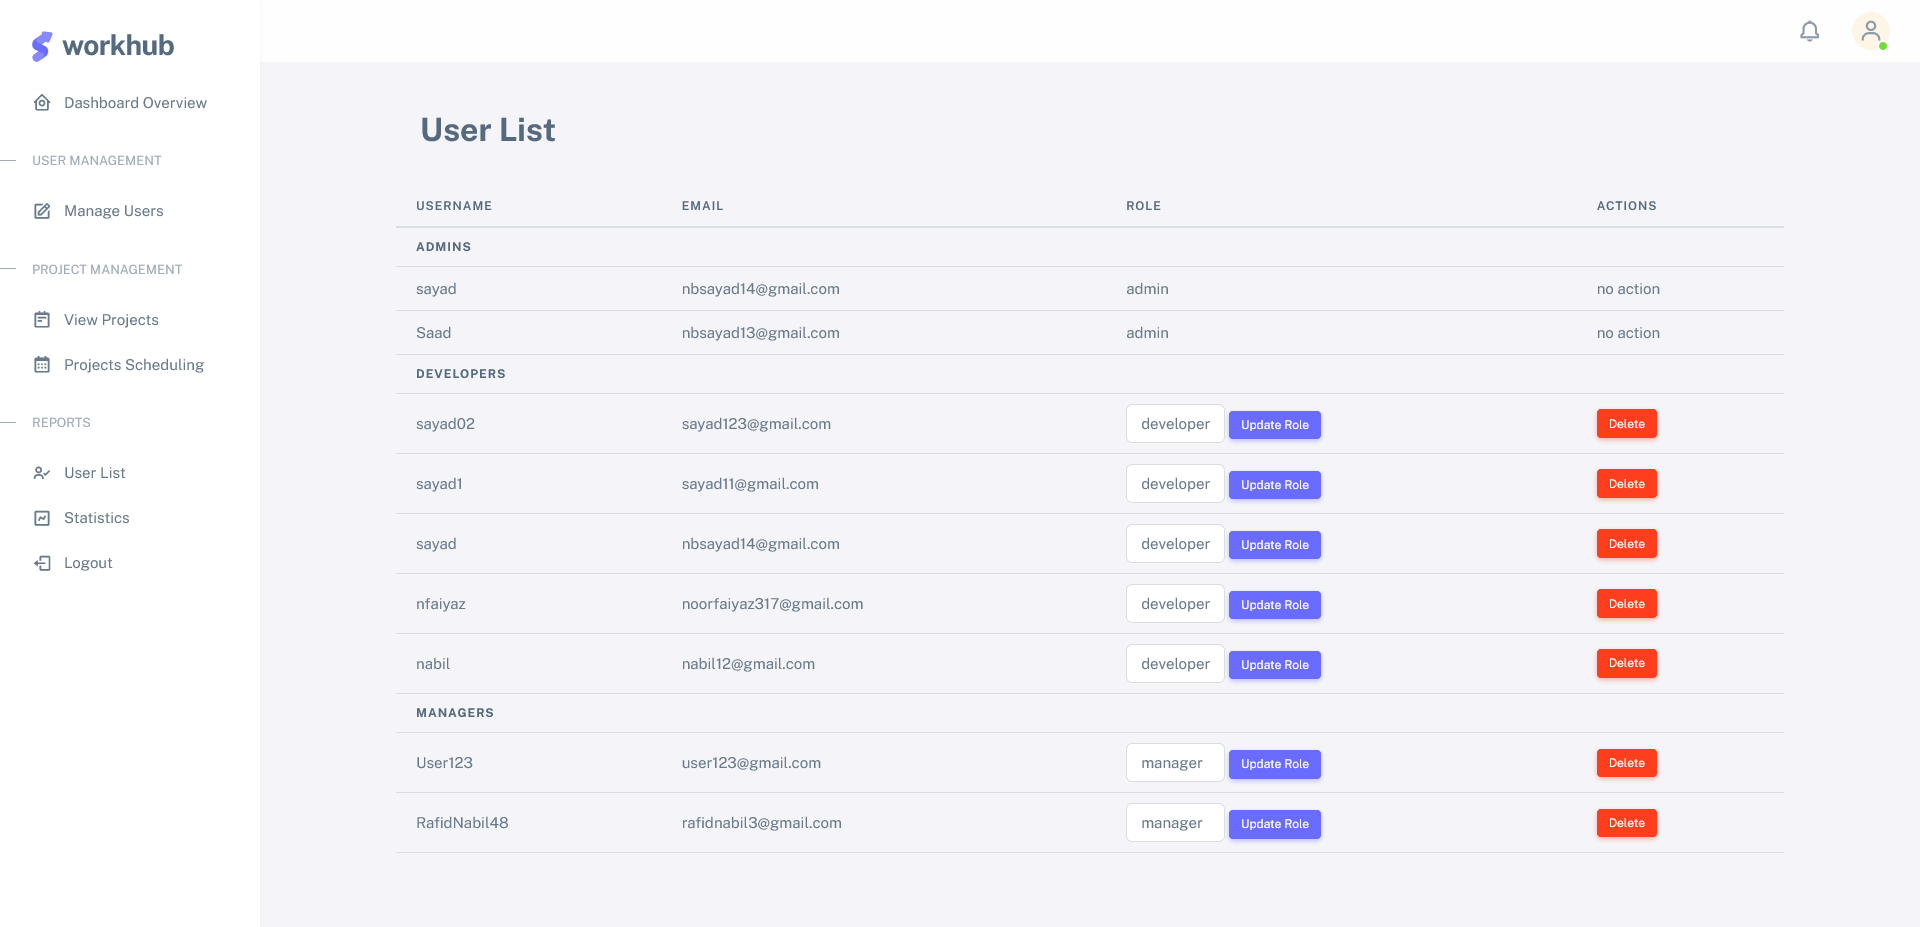 workhub
Dashboard Overview
USER MANAGEMENT
Manage Users
PROJECT MANAGEMENT
View Projects
Projects Scheduling
REPORTS
User List
Statistics
Logout
User List
USERNAME EMAIL ROLE ACTIONS
ADMINS
sayad nbsayad14@gmail.com admin no action
Saad nbsayad13@gmail.com admin no action
DEVELOPERS
sayad02 sayad123@gmail.com developer Update Role Delete
sayad1 sayad11@gmail.com developer Update Role Delete
sayad nbsayad14@gmail.com developer Update Role Delete
nfaiyaz noorfaiyaz317@gmail.com developer Update Role Delete
nabil nabil12@gmail.com developer Update Role Delete
MANAGERS
User123 user123@gmail.com manager Update Role Delete
RafidNabil48 rafidnabil3@gmail.com manager Update Role Delete